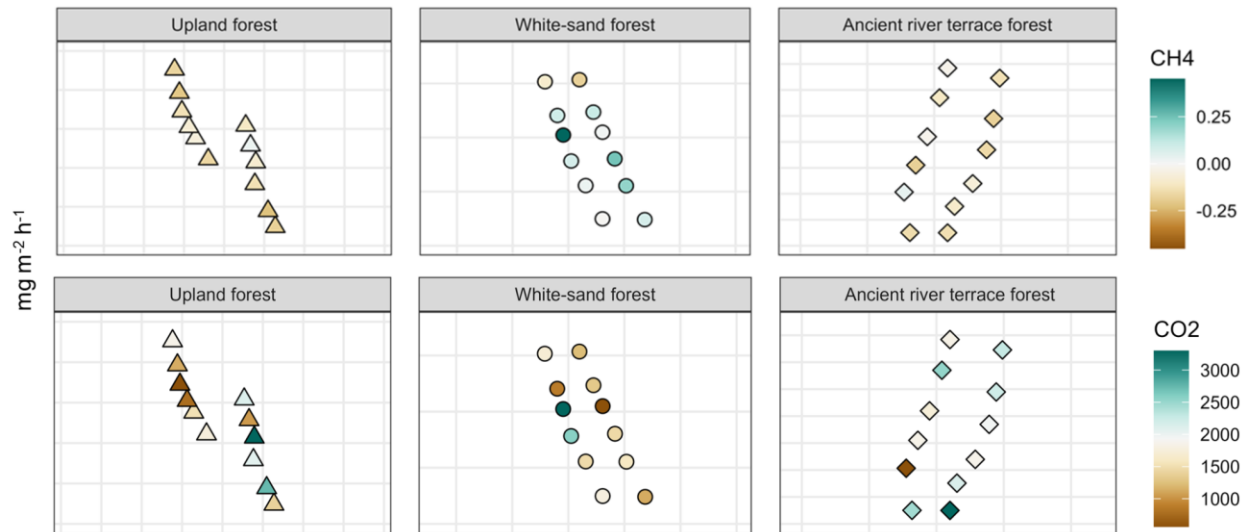 Upland forest
White-sand forest
Ancient river terrace forest
CH4
0.25
0.00
-0.25
mg m⁻² h⁻¹
Upland forest
White-sand forest
Ancient river terrace forest
CO2
3000
2500
2000
1500
1000